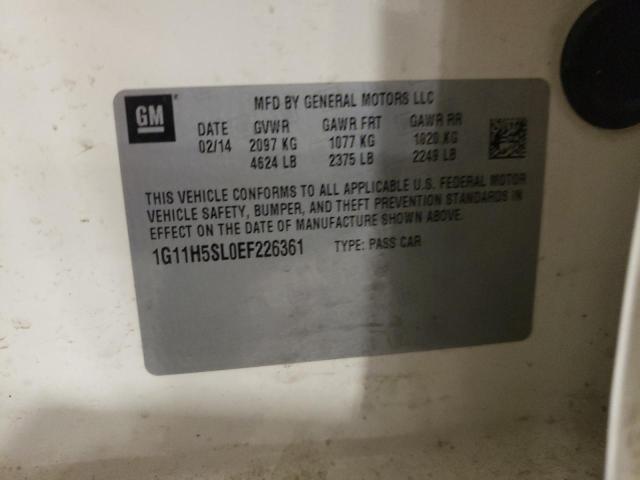 GM
MFD BY GENERAL MOTORS LLC
DATE GVWR GAWR FRT GAWR RR
02/14 2097 KG 1077 KG 1020 KG
4624 LB 2375 LB 2249 LB
THIS VEHICLE CONFORMS TO ALL APPLICABLE U.S. FEDERAL MOTOR
VEHICLE SAFETY, BUMPER, AND THEFT PREVENTION STANDARDS IN
EFFECT ON THE DATE OF MANUFACTURE SHOWN ABOVE.
1G11H5SL0EF226361 TYPE: PASS CAR